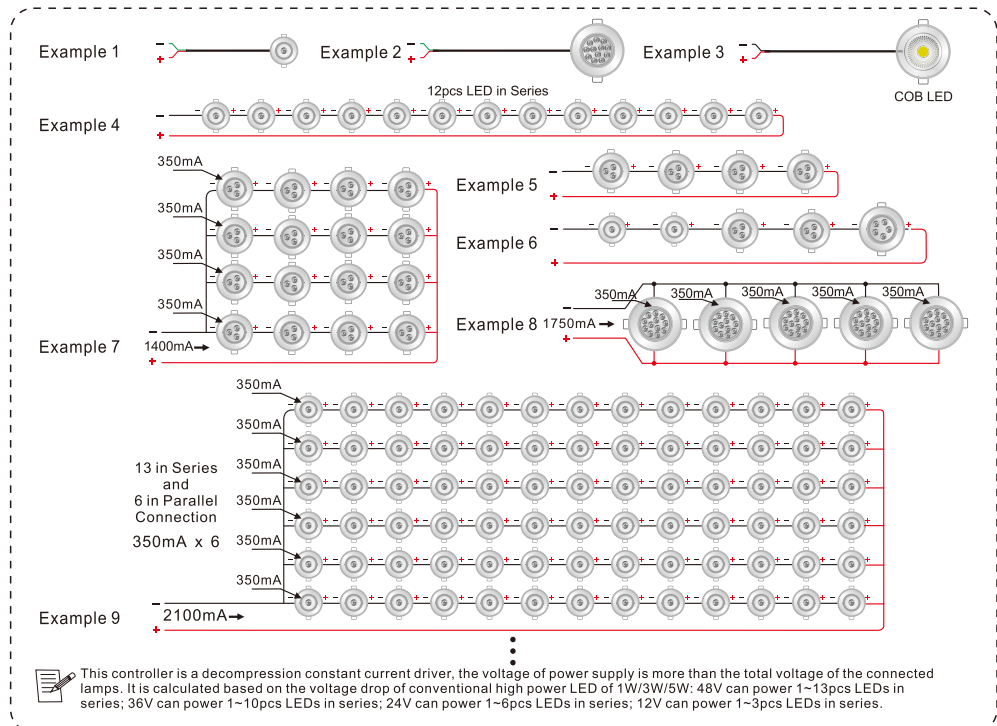 Example 1
Example 2
Example 3
COB LED
12pcs LED in Series
Example 4
350mA
350mA
350mA
350mA
1400mA
Example 7
Example 5
Example 6
350mA
350mA
350mA
350mA
350mA
Example 8
1750mA
350mA
350mA
350mA
350mA
350mA
350mA
13 in Series
and
6 in Parallel
Connection
350mA x 6
2100mA
Example 9
This controller is a decompression constant current driver, the voltage of power supply is more than the total voltage of the connected
lamps. It is calculated based on the voltage drop of conventional high power LED of 1W/3W/5W: 48V can power 1~13pcs LEDs in
series; 36V can power 1~10pcs LEDs in series; 24V can power 1~6pcs LEDs in series; 12V can power 1~3pcs LEDs in series.